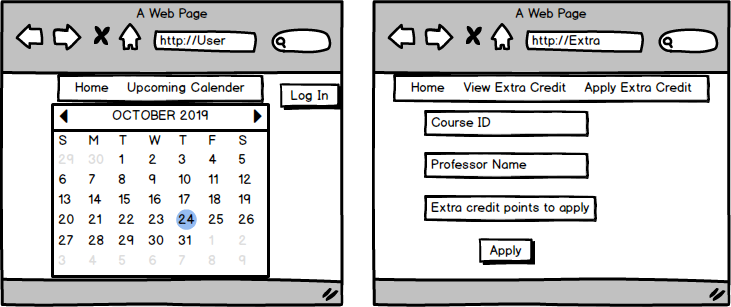 A Web Page
http://User
Home Upcoming Calender
Log In
OCTOBER 2019
S M T W T F S
29 30 1 2 3 4 5
6 7 8 9 10 11 12
13 14 15 16 17 18 19
20 21 22 23 24 25 26
27 28 29 30 31 1 2
3 4 5 6 7 8 9
A Web Page
http://Extra
Home View Extra Credit Apply Extra Credit
Course ID
Professor Name
Extra credit points to apply
Apply